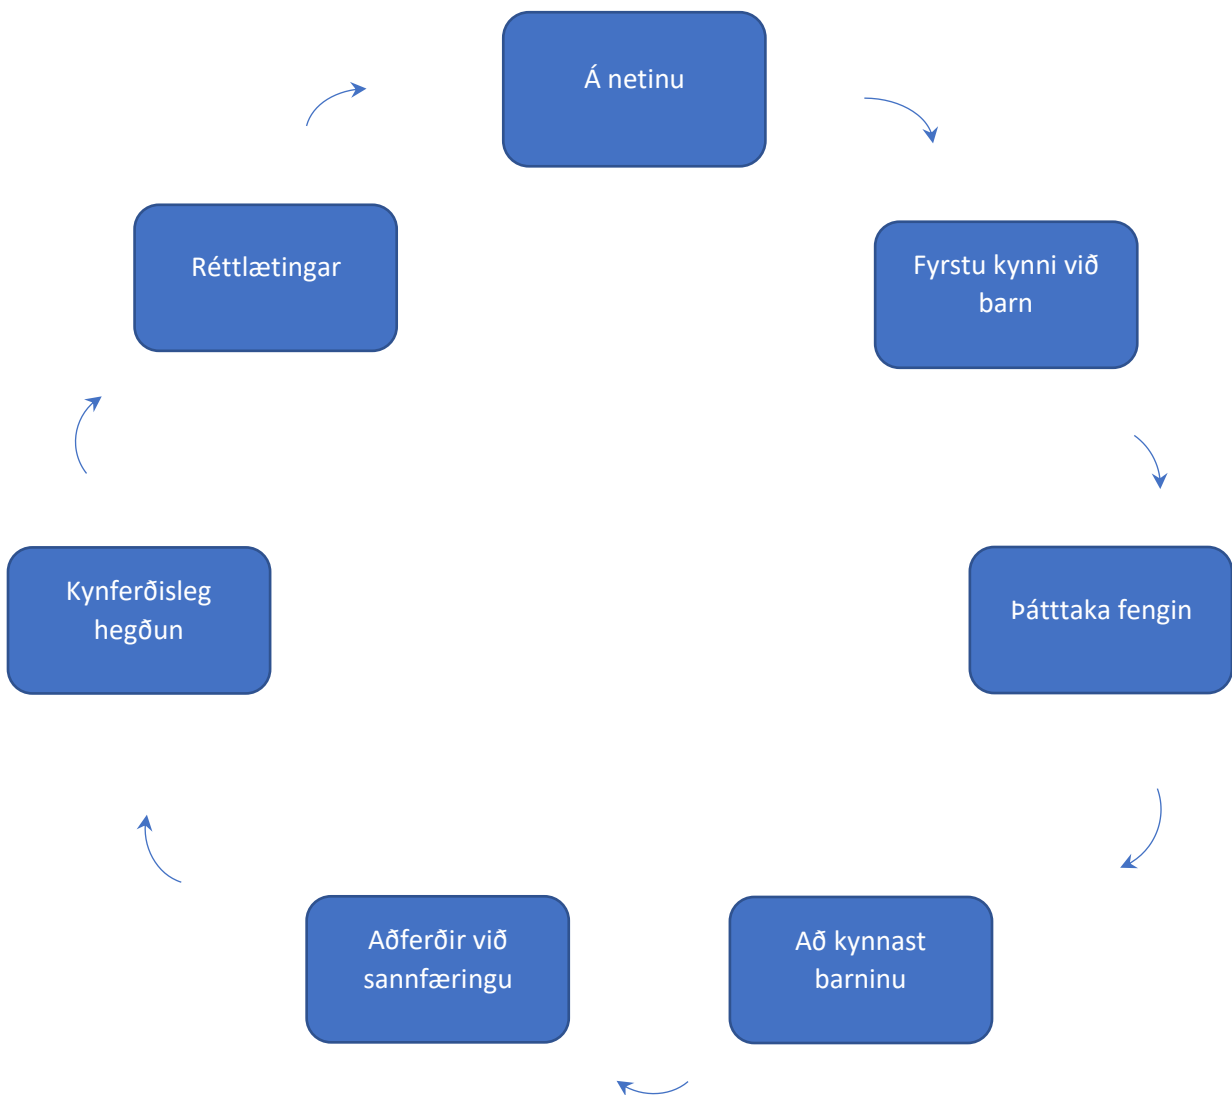 Á netinu
Fyrstu kynni við
barn
Þátttaka fengin
Að kynnast
barninu
Aðferðir við
sannfæringu
Kynferðisleg
hegðun
Réttlætingar